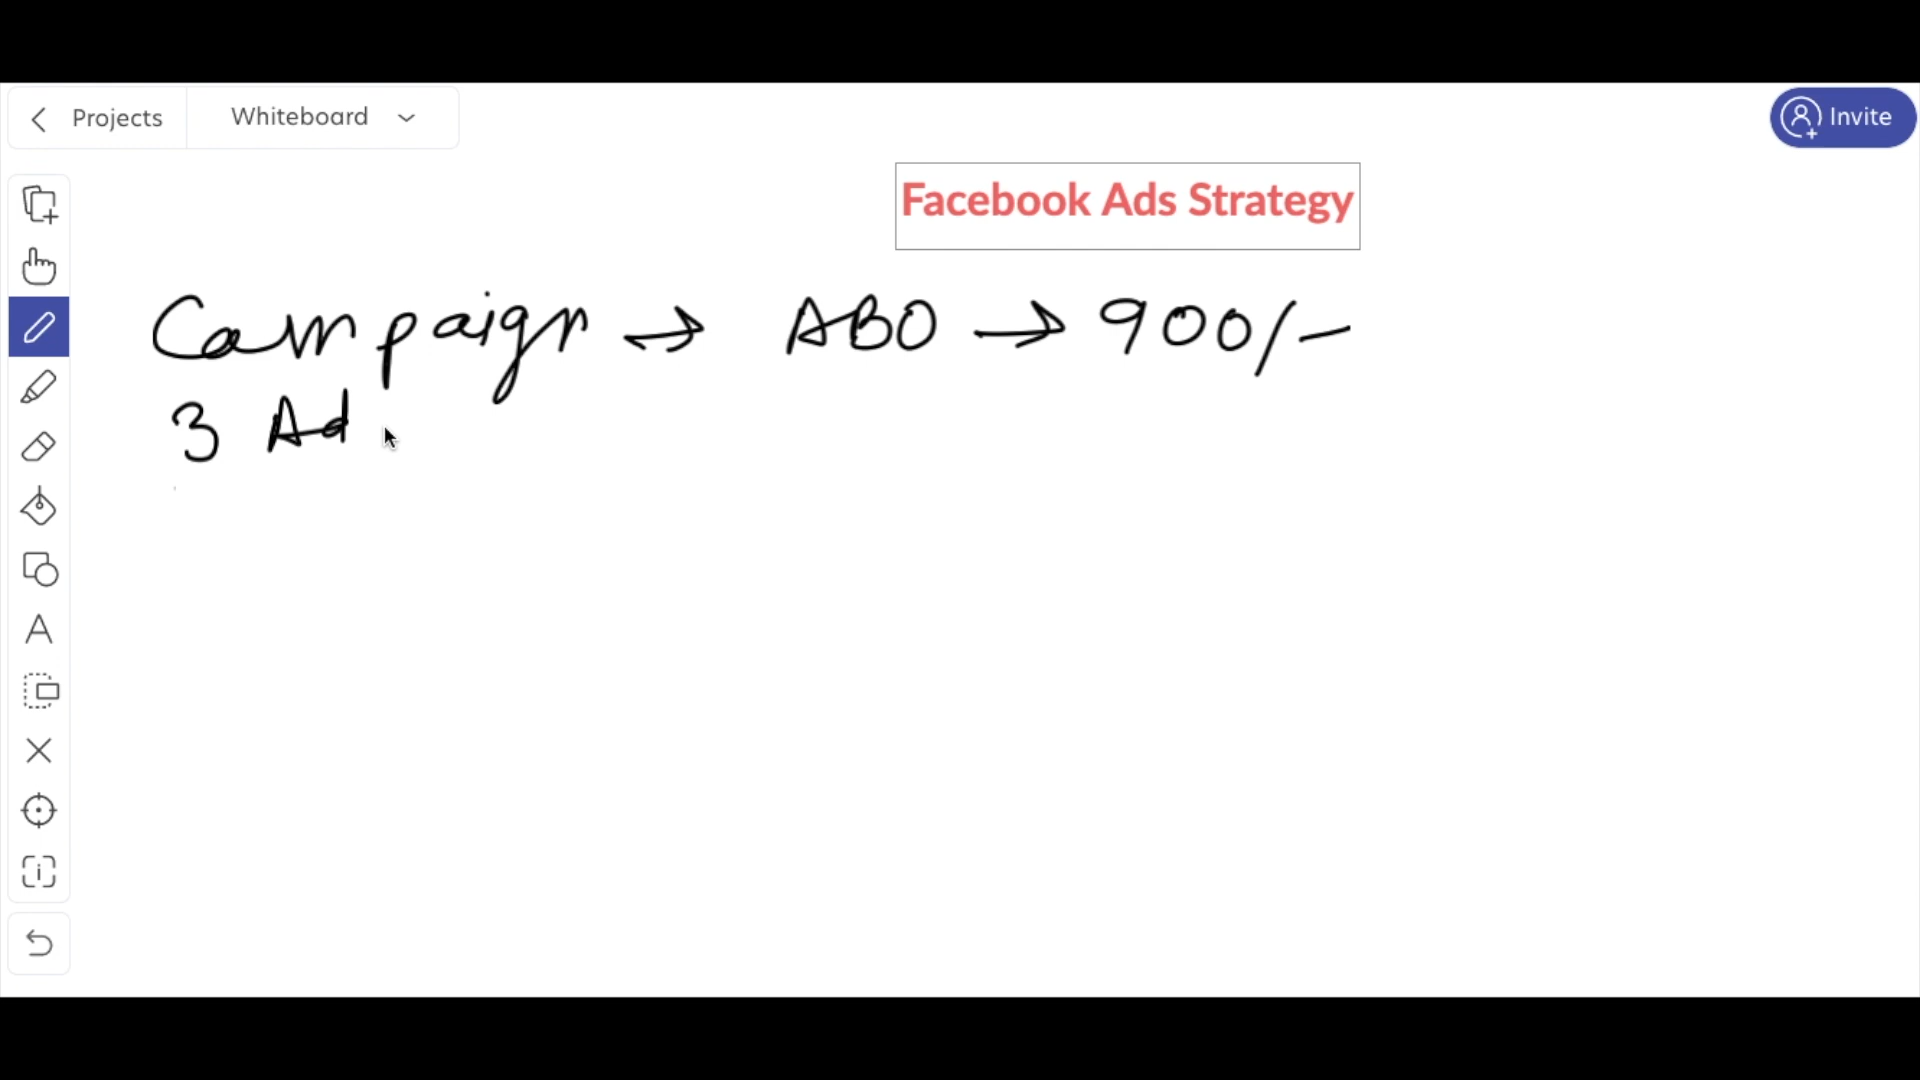 Projects
Whiteboard
Invite
Facebook Ads Strategy
Campaign → ABO → 900/-
3 Ad